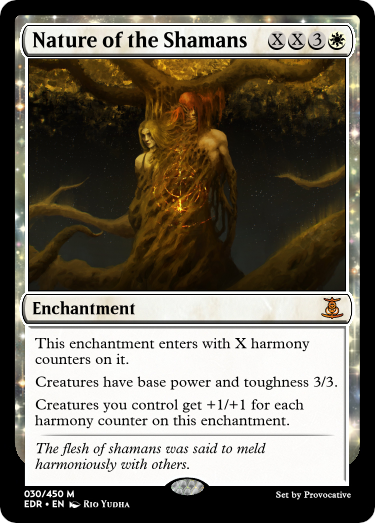 Nature of the Shamans X X 3
Enchantment
This enchantment enters with X harmony
counters on it.
Creatures have base power and toughness 3/3.
Creatures you control get +1/+1 for each
harmony counter on this enchantment.
The flesh of shamans was said to meld
harmoniously with others.
030/450 M
EDR • EN Rio Yudha
Set by Provocative